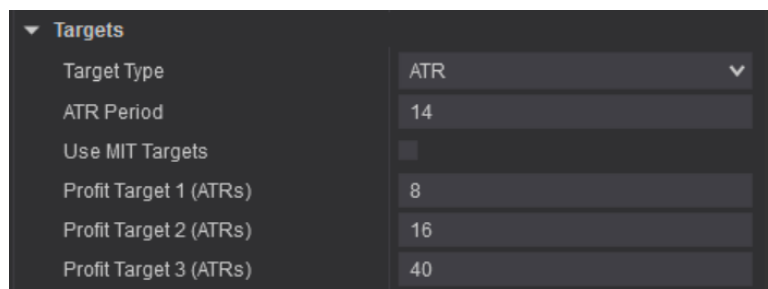 Targets
Target Type ATR
ATR Period 14
Use MIT Targets
Profit Target 1 (ATRs) 8
Profit Target 2 (ATRs) 16
Profit Target 3 (ATRs) 40